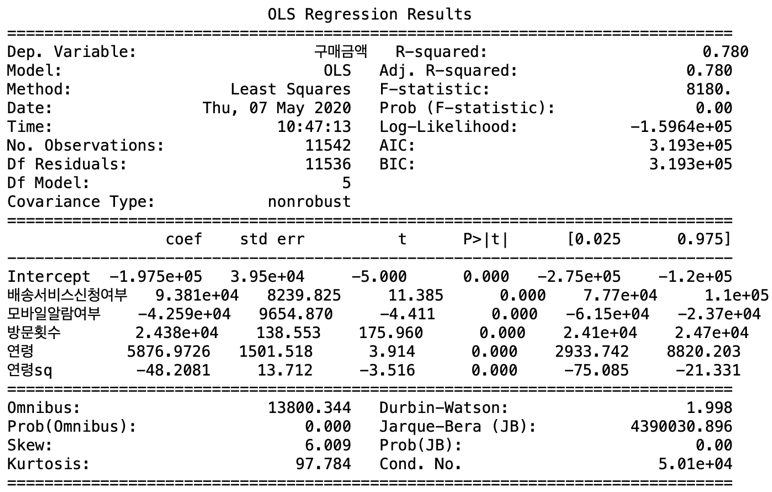 OLS Regression Results
==============================================================================
Dep. Variable: 구매금액 R-squared: 0.780
Model: OLS Adj. R-squared: 0.780
Method: Least Squares F-statistic: 8180.
Date: Thu, 07 May 2020 Prob (F-statistic): 0.00
Time: 10:47:13 Log-Likelihood: -1.5964e+05
No. Observations: 11542 AIC: 3.193e+05
Df Residuals: 11536 BIC: 3.193e+05
Df Model: 5
Covariance Type: nonrobust
==============================================================================
coef std err t P>|t| [0.025 0.975]
------------------------------------------------------------------------------
Intercept -1.975e+05 3.95e+04 -5.000 0.000 -2.75e+05 -1.2e+05
배송서비스신청여부 9.381e+04 8239.825 11.385 0.000 7.77e+04 1.1e+05
모바일알람여부 -4.259e+04 9654.870 -4.411 0.000 -6.15e+04 -2.37e+04
방문횟수 2.438e+04 138.553 175.960 0.000 2.41e+04 2.47e+04
연령 5876.9726 1501.518 3.914 0.000 2933.742 8820.203
연령sq -48.2081 13.712 -3.516 0.000 -75.085 -21.331
==============================================================================
Omnibus: 13800.344 Durbin-Watson: 1.998
Prob(Omnibus): 0.000 Jarque-Bera (JB): 4390030.896
Skew: 6.009 Prob(JB): 0.00
Kurtosis: 97.784 Cond. No. 5.01e+04
==============================================================================